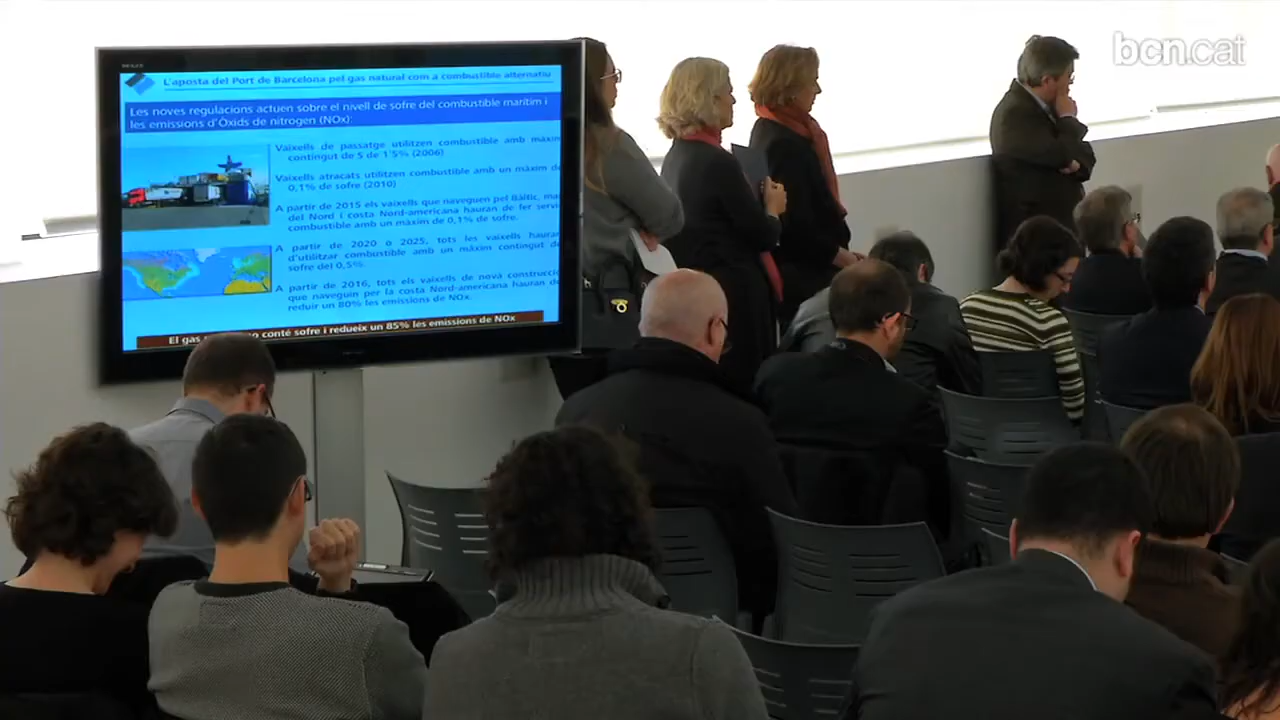 bcn.cat
L'aposta del Port de Barcelona pel gas natural com a combustible alternatiu
Les noves regulacions actuen sobre el nivell de sofre del combustible marítim i
les emissions d'Óxids de nitrogen (NOx):
Vaixells de passatge utilitzen combustible amb màxim
contingut de S de 1'5% (2006)
Vaixells atracats utilitzen combustible amb un màxim de
0,1% de sofre (2010)
A partir de 2015 els vaixells que naveguen pel Bàltic, mar
del Nord i costa Nord-americana hauran de fer servir
combustible amb un màxim de 0,1% de sofre.
A partir de 2020 o 2025, tots les vaixells hauran
d'utilitzar combustible amb un màxim contingut de
sofre del 0,5%.
A partir de 2016, tots els vaixells de nova construcció
que naveguin per la costa Nord-americana hauran de
reduir un 80% les emissions de NOx.
El gas no conté sofre i redueix un 85% les emissions de NOx